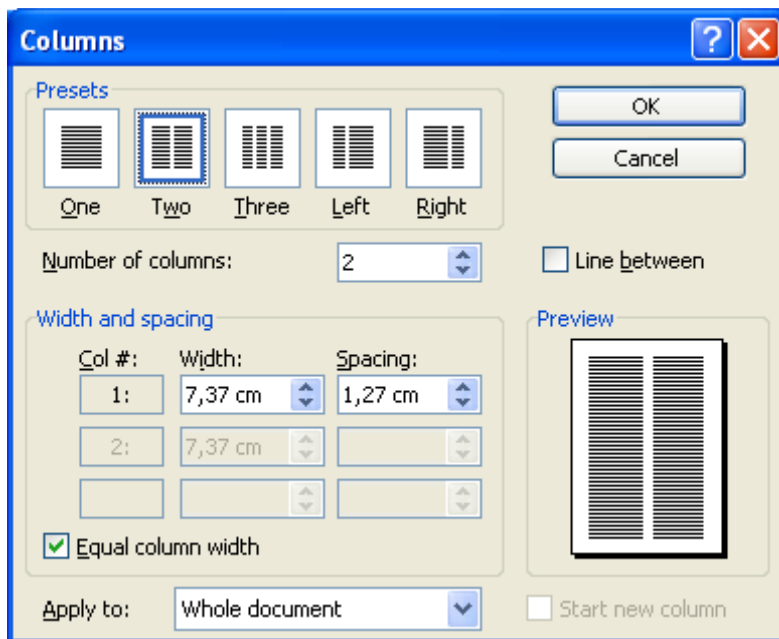 Columns
Presets
One Two Three Left Right
OK
Cancel
Number of columns: 2
Line between
Width and spacing
Col #: Width: Spacing:
1: 7,37 cm 1,27 cm
2: 7,37 cm
Equal column width
Preview
Apply to: Whole document
Start new column